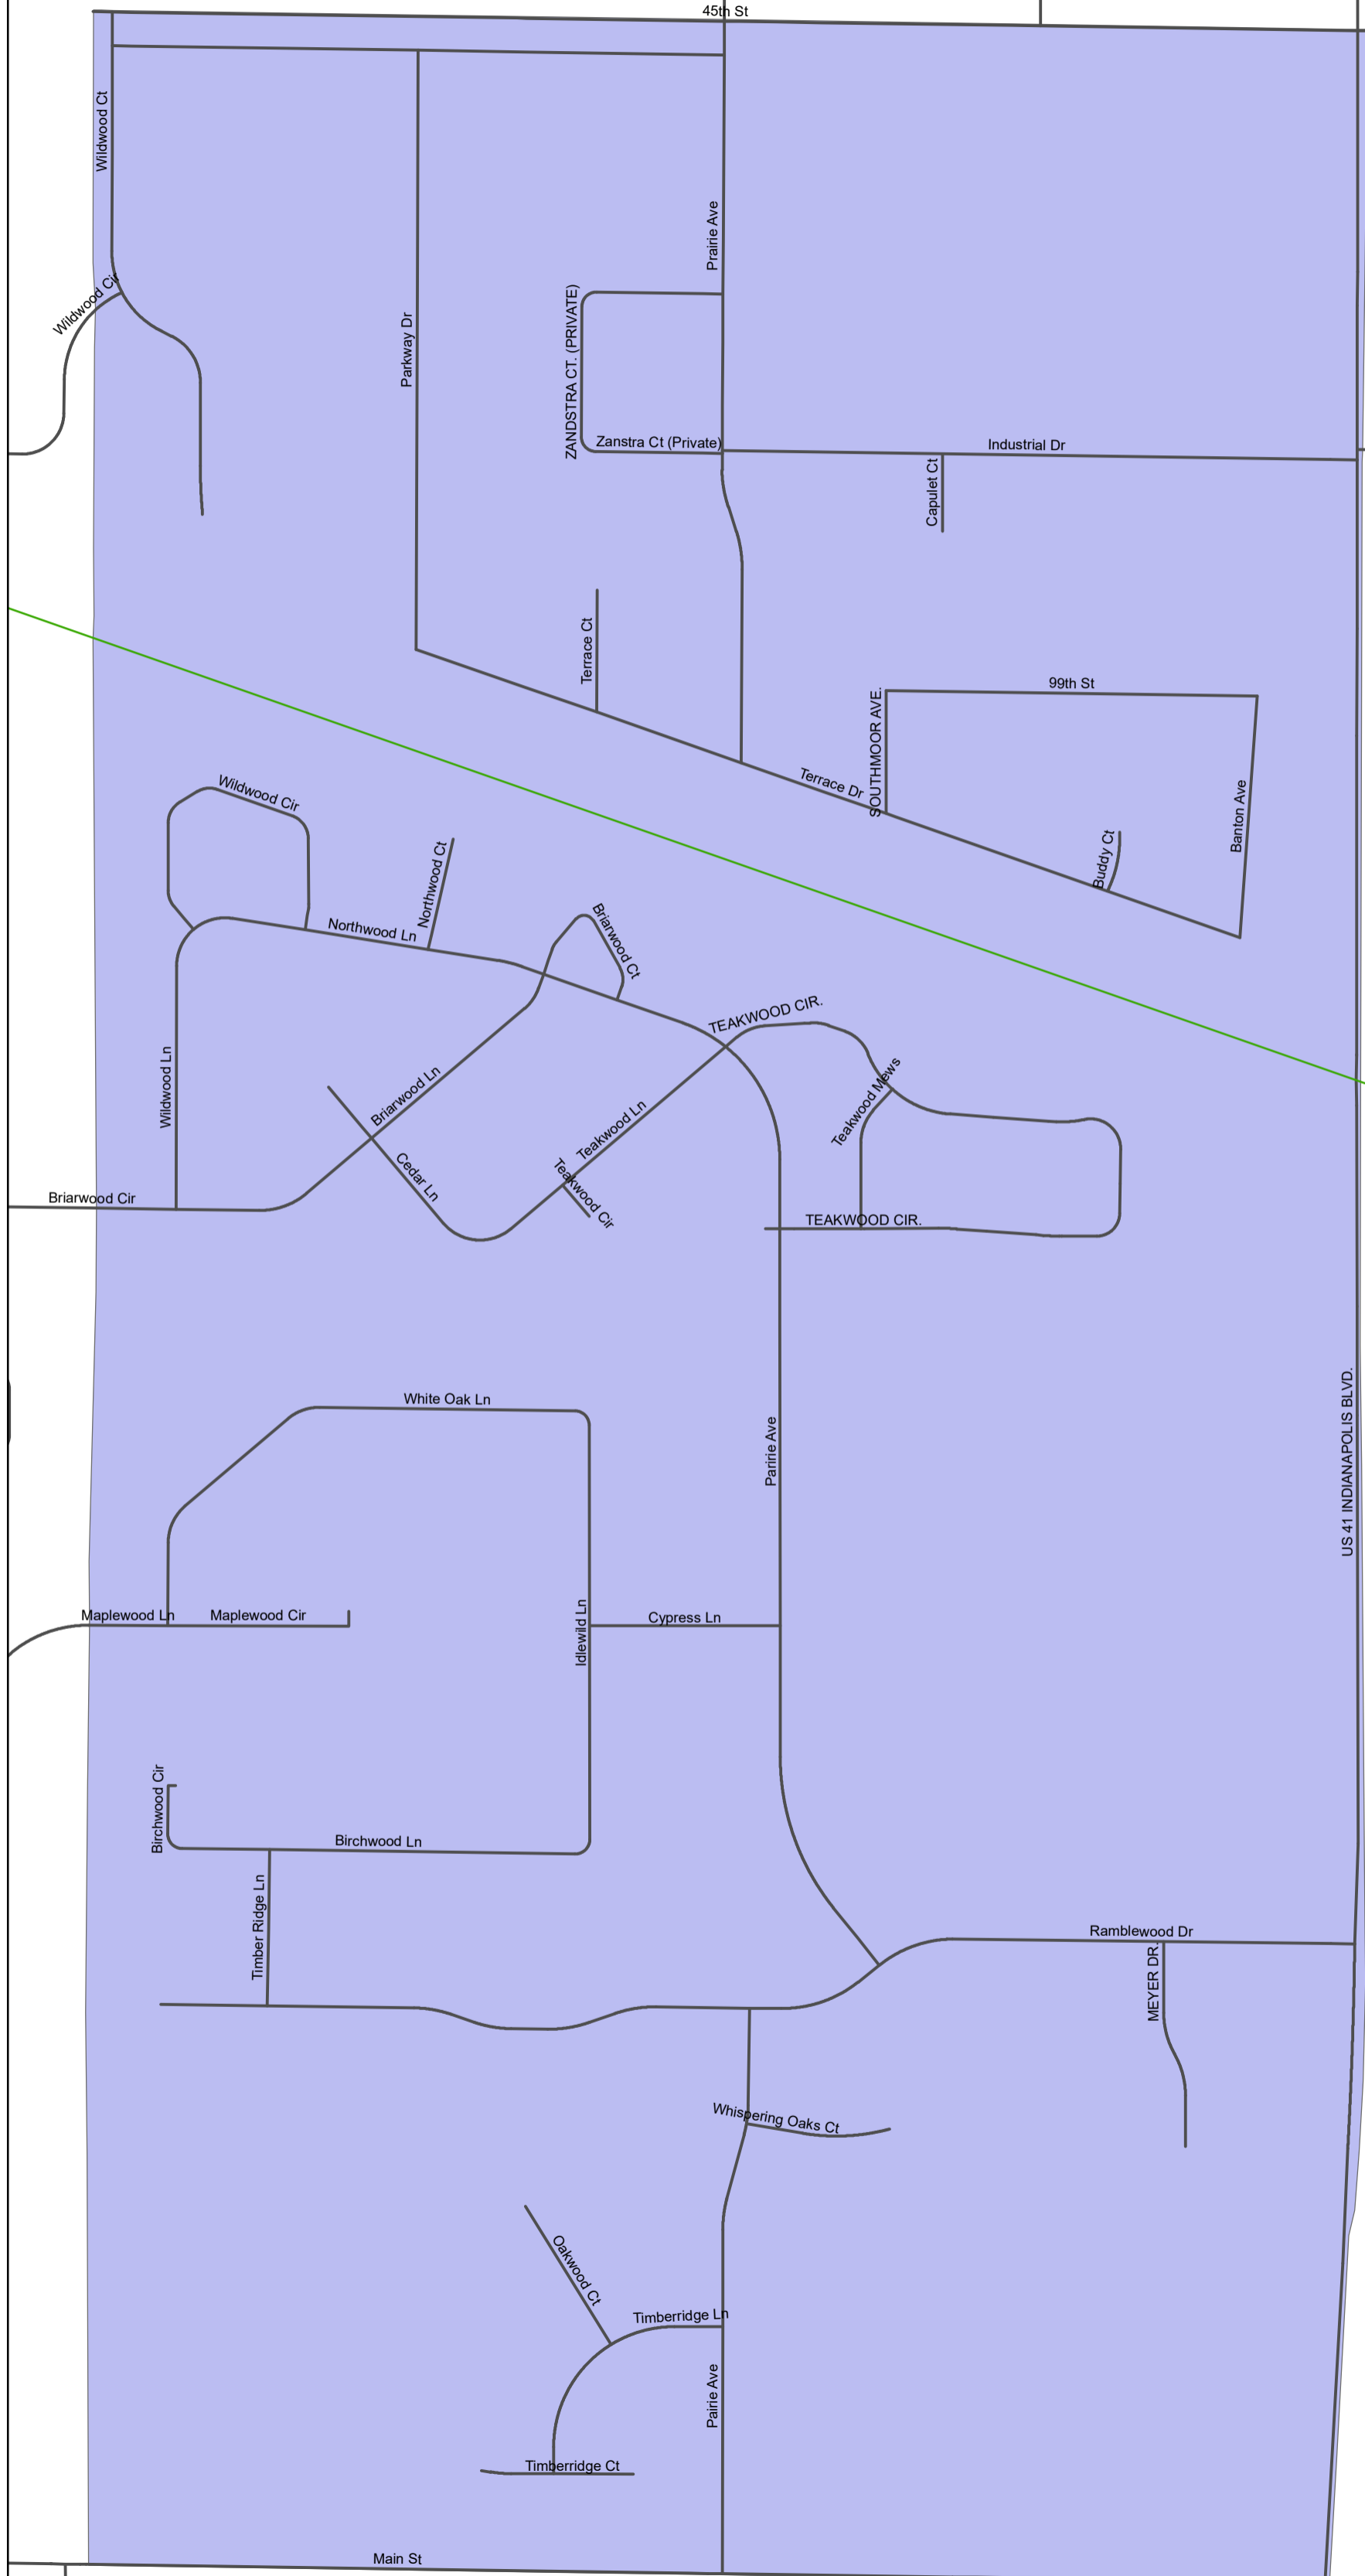 45th St
Wildwood Ct
Prairie Ave
Wildwood Cir
ZANDSTRA CT. (PRIVATE)
Parkway Dr
Zanstra Ct (Private)
Industrial Dr
Capulet Ct
Terrace Ct
99th St
SOUTHMOOR AVE.
Terrace Dr
Wildwood Cir
Banton Ave
Buddy Ct
Northwood Ct
Northwood Ln
Briarwood Ct
TEAKWOOD CIR.
Wildwood Ln
Briarwood Ln
Teakwood Mews
Teakwood Ln
Cedar Ln
Teakwood Cir
Briarwood Cir
TEAKWOOD CIR.
White Oak Ln
Paririe Ave
US 41 INDIANAPOLIS BLVD.
Maplewood Ln
Maplewood Cir
Idlewild Ln
Cypress Ln
Birchwood Cir
Birchwood Ln
Timber Ridge Ln
Ramblewood Dr
MEYER DR.
Whispering Oaks Ct
Oakwood Ct
Timberridge Ln
Pairie Ave
Timberridge Ct
Main St